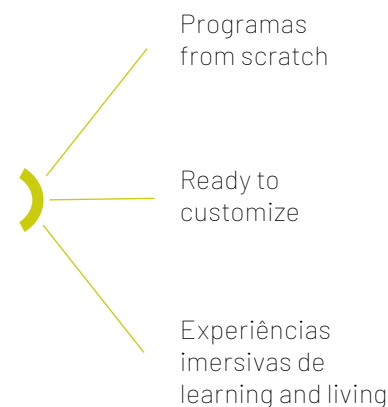 Programas
from scratch
Ready to
customize
Experiências
imersivas de
learning and living